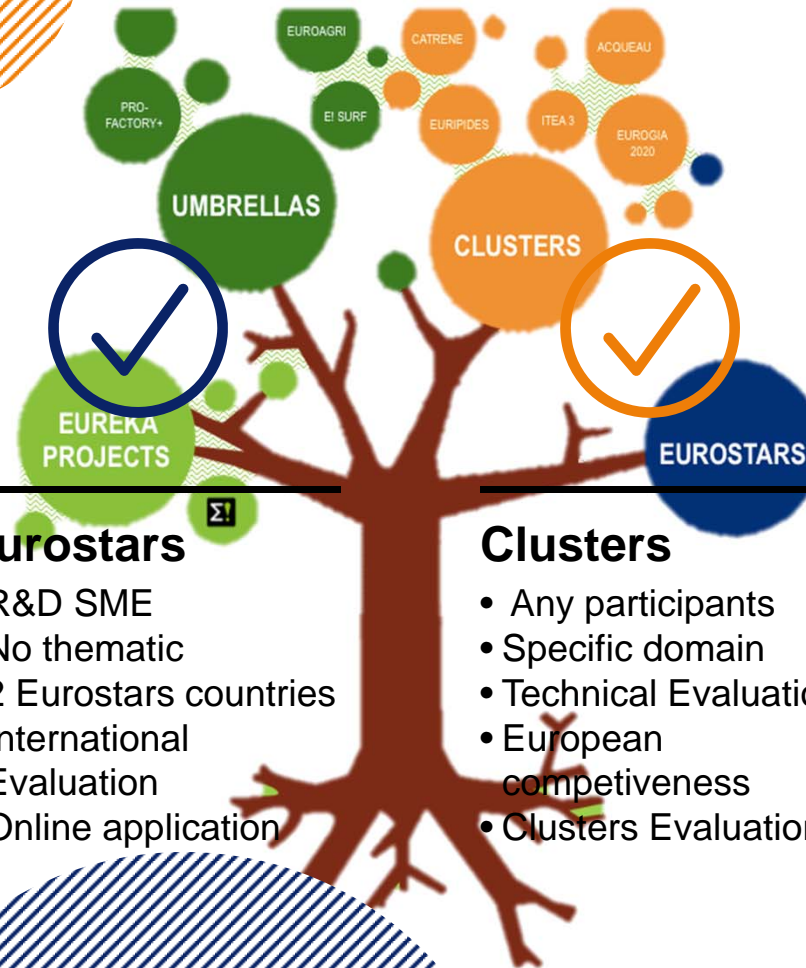 EUROAGRI
CATRENE
ACQUEAU
PRO-
FACTORY+
E! SURF
EURIPIDES
ITEA 3
EUROGIA
2020
UMBRELLAS
CLUSTERS
EUREKA
PROJECTS
EUROSTARS
Σ!
urostars
R&D SME
No thematic
2 Eurostars countries
nternational
Evaluation
Online application
Clusters
• Any participants
• Specific domain
• Technical Evaluatio
• European
competiveness
• Clusters Evaluation